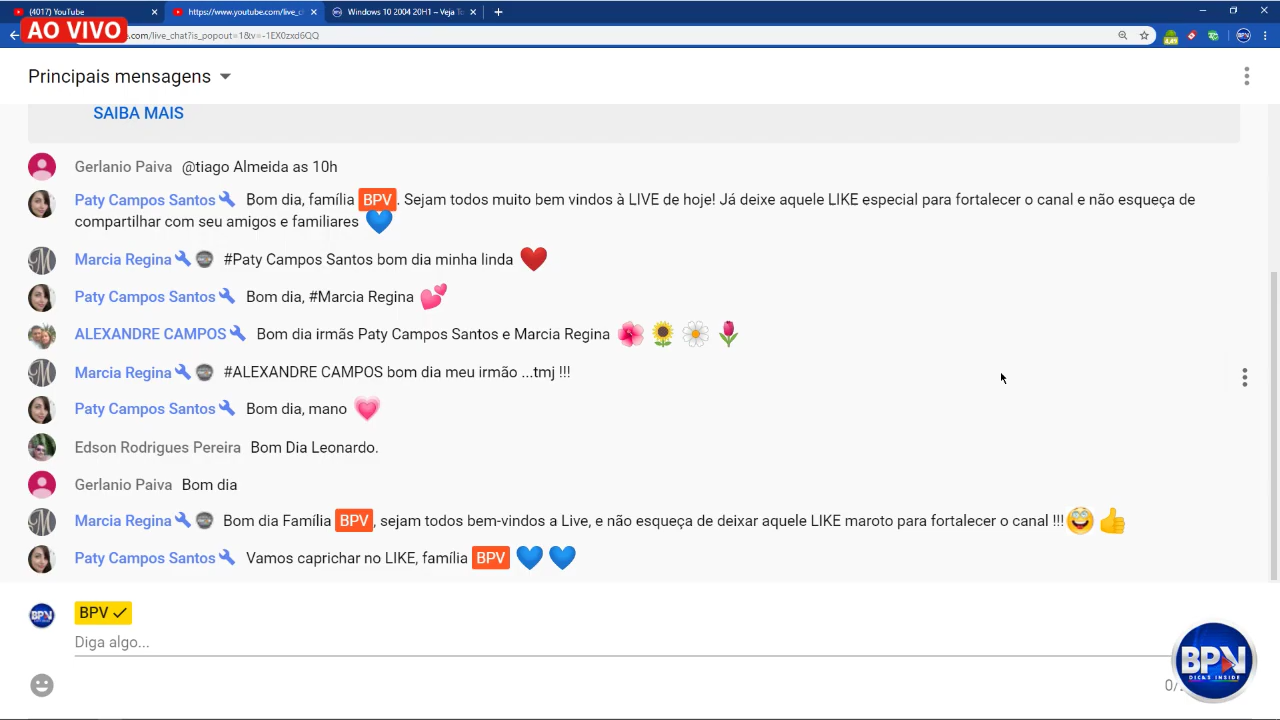 (4017) YouTube
https://www.youtube.com/live_c
Windows 10 2004 20H1 – Veja T
AO VIVO
.com/live_chat?is_popout=1&v=-1EX0zxd6QQ
BPV
Principais mensagens
SAIBA MAIS
Gerlanio Paiva @tiago Almeida as 10h
Paty Campos Santos Bom dia, família BPV. Sejam todos muito bem vindos à LIVE de hoje! Já deixe aquele LIKE especial para fortalecer o canal e não esqueça de
compartilhar com seu amigos e familiares
Marcia Regina #Paty Campos Santos bom dia minha linda
Paty Campos Santos Bom dia, #Marcia Regina
ALEXANDRE CAMPOS Bom dia irmãs Paty Campos Santos e Marcia Regina
Marcia Regina #ALEXANDRE CAMPOS bom dia meu irmão ...tmj !!!
Paty Campos Santos Bom dia, mano
Edson Rodrigues Pereira Bom Dia Leonardo.
Gerlanio Paiva Bom dia
Marcia Regina Bom dia Família BPV, sejam todos bem-vindos a Live, e não esqueça de deixar aquele LIKE maroto para fortalecer o canal !!!
Paty Campos Santos Vamos caprichar no LIKE, família BPV
BPV BPV
Diga algo...
BPV
DICAS INSIDE
0/